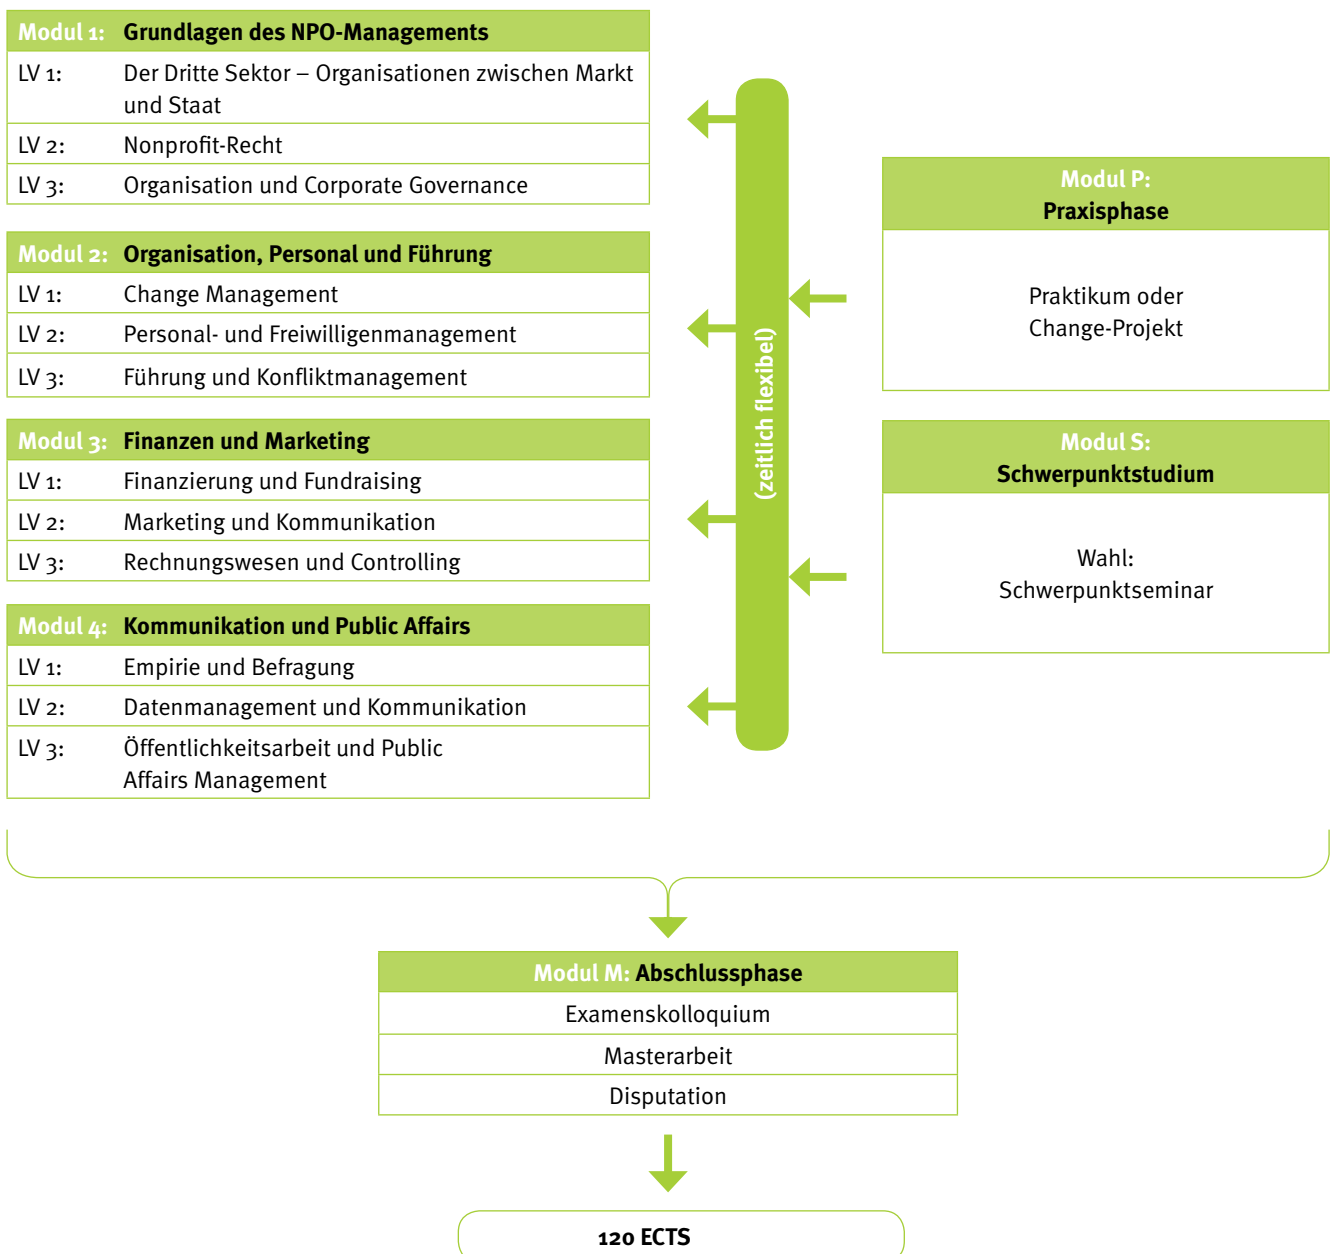 Modul 1: Grundlagen des NPO-Managements
LV 1: Der Dritte Sektor – Organisationen zwischen Markt
und Staat
LV 2: Nonprofit-Recht
LV 3: Organisation und Corporate Governance
Modul 2: Organisation, Personal und Führung
LV 1: Change Management
LV 2: Personal- und Freiwilligenmanagement
LV 3: Führung und Konfliktmanagement
Modul 3: Finanzen und Marketing
LV 1: Finanzierung und Fundraising
LV 2: Marketing und Kommunikation
LV 3: Rechnungswesen und Controlling
Modul 4: Kommunikation und Public Affairs
LV 1: Empirie und Befragung
LV 2: Datenmanagement und Kommunikation
LV 3: Öffentlichkeitsarbeit und Public
Affairs Management
(zeitlich flexibel)
Modul P:
Praxisphase
Praktikum oder
Change-Projekt
Modul S:
Schwerpunktstudium
Wahl:
Schwerpunktseminar
Modul M: Abschlussphase
Examenskolloquium
Masterarbeit
Disputation
120 ECTS